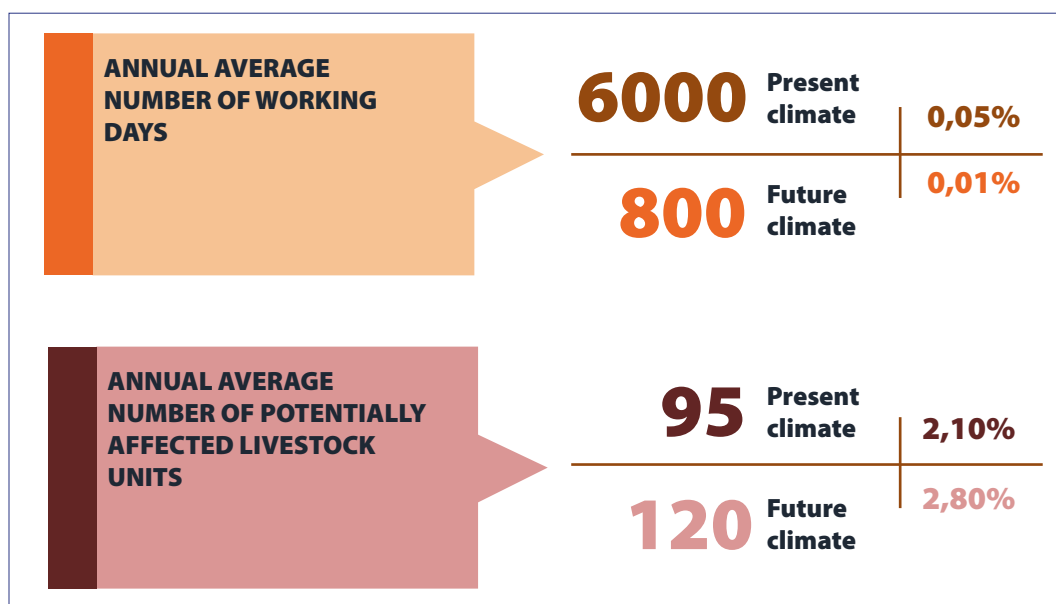 ANNUAL AVERAGE
NUMBER OF WORKING
DAYS
6000
Present
climate
0,05%
800
Future
climate
0,01%
ANNUAL AVERAGE
NUMBER OF POTENTIALLY
AFFECTED LIVESTOCK
UNITS
95
Present
climate
2,10%
120
Future
climate
2,80%